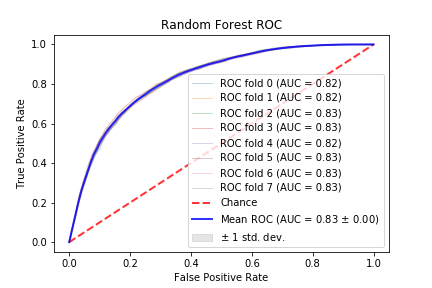 Random Forest ROC
True Positive Rate
1.0
0.8
0.6
0.4
0.2
0.0
ROC fold 0 (AUC = 0.82)
ROC fold 1 (AUC = 0.82)
ROC fold 2 (AUC = 0.83)
ROC fold 3 (AUC = 0.83)
ROC fold 4 (AUC = 0.82)
ROC fold 5 (AUC = 0.83)
ROC fold 6 (AUC = 0.83)
ROC fold 7 (AUC = 0.83)
Chance
Mean ROC (AUC = 0.83 ± 0.00)
± 1 std. dev.
0.0 0.2 0.4 0.6 0.8 1.0
False Positive Rate